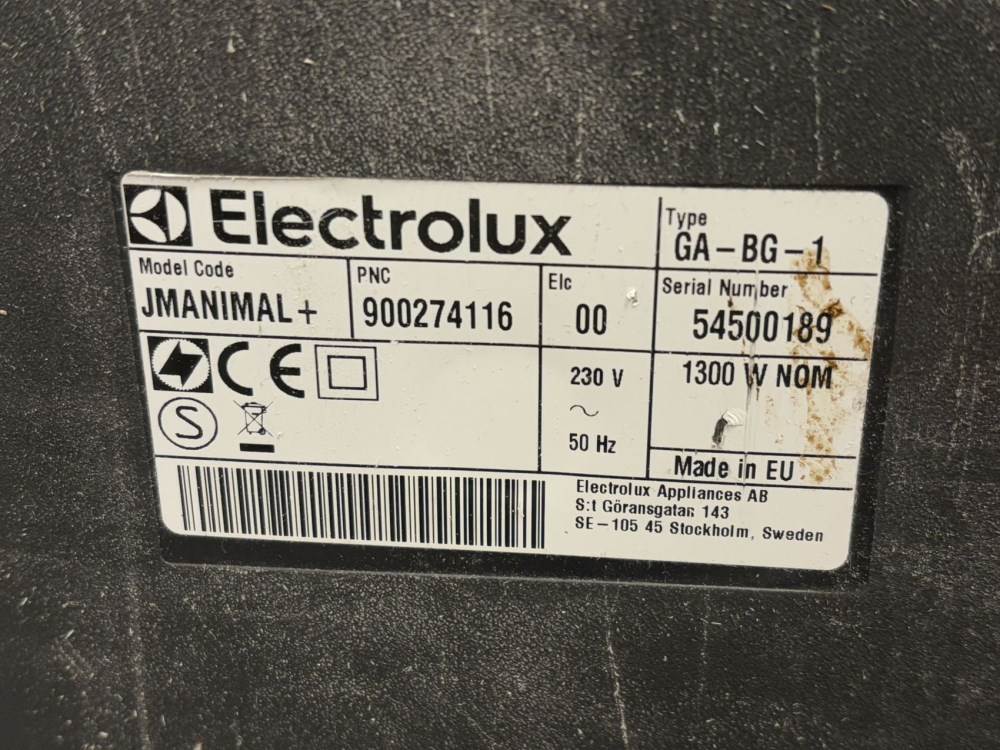 Electrolux
Type
GA-BG-1
Model Code
JMANIMAL+
PNC
900274116
Elc
00
Serial Number
54500189
CE
S
230 V
~
50 Hz
1300 W NOM
Made in EU
Electrolux Appliances AB
S:t Göransgatan 143
SE-105 45 Stockholm, Sweden